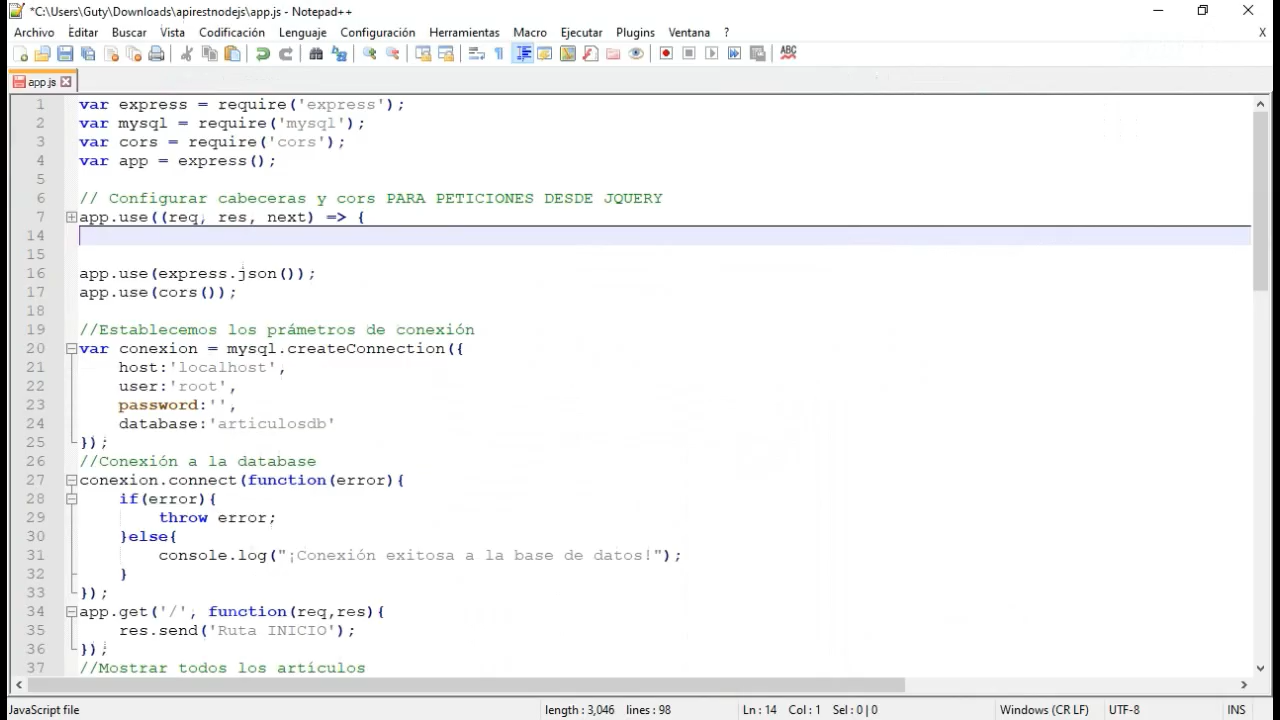 *C:\Users\Guty\Downloads\apirestnodejs\app.js - Notepad++
Archivo Editar Buscar Vista Codificación Lenguaje Configuración Herramientas Macro Ejecutar Plugins Ventana ? X
ABC
app.js
1 var express = require('express');
2 var mysql = require('mysql');
3 var cors = require('cors');
4 var app = express();
5
6 // Configurar cabeceras y cors PARA PETICIONES DESDE JQUERY
7 app.use((req, res, next) => {
14
15
16 app.use(express.json());
17 app.use(cors());
18
19 //Establecemos los prámetros de conexión
20 var conexion = mysql.createConnection({
21 host:'localhost',
22 user:'root',
23 password:'',
24 database:'articulosdb'
25 });
26 //Conexión a la database
27 conexion.connect(function(error){
28 if(error){
29 throw error;
30 }else{
31 console.log("¡Conexión exitosa a la base de datos!");
32 }
33 });
34 app.get('/', function(req,res){
35 res.send('Ruta INICIO');
36 });
37 //Mostrar todos los artículos
JavaScript file length : 3,046 lines : 98 Ln : 14 Col : 1 Sel : 0 | 0 Windows (CR LF) UTF-8 INS